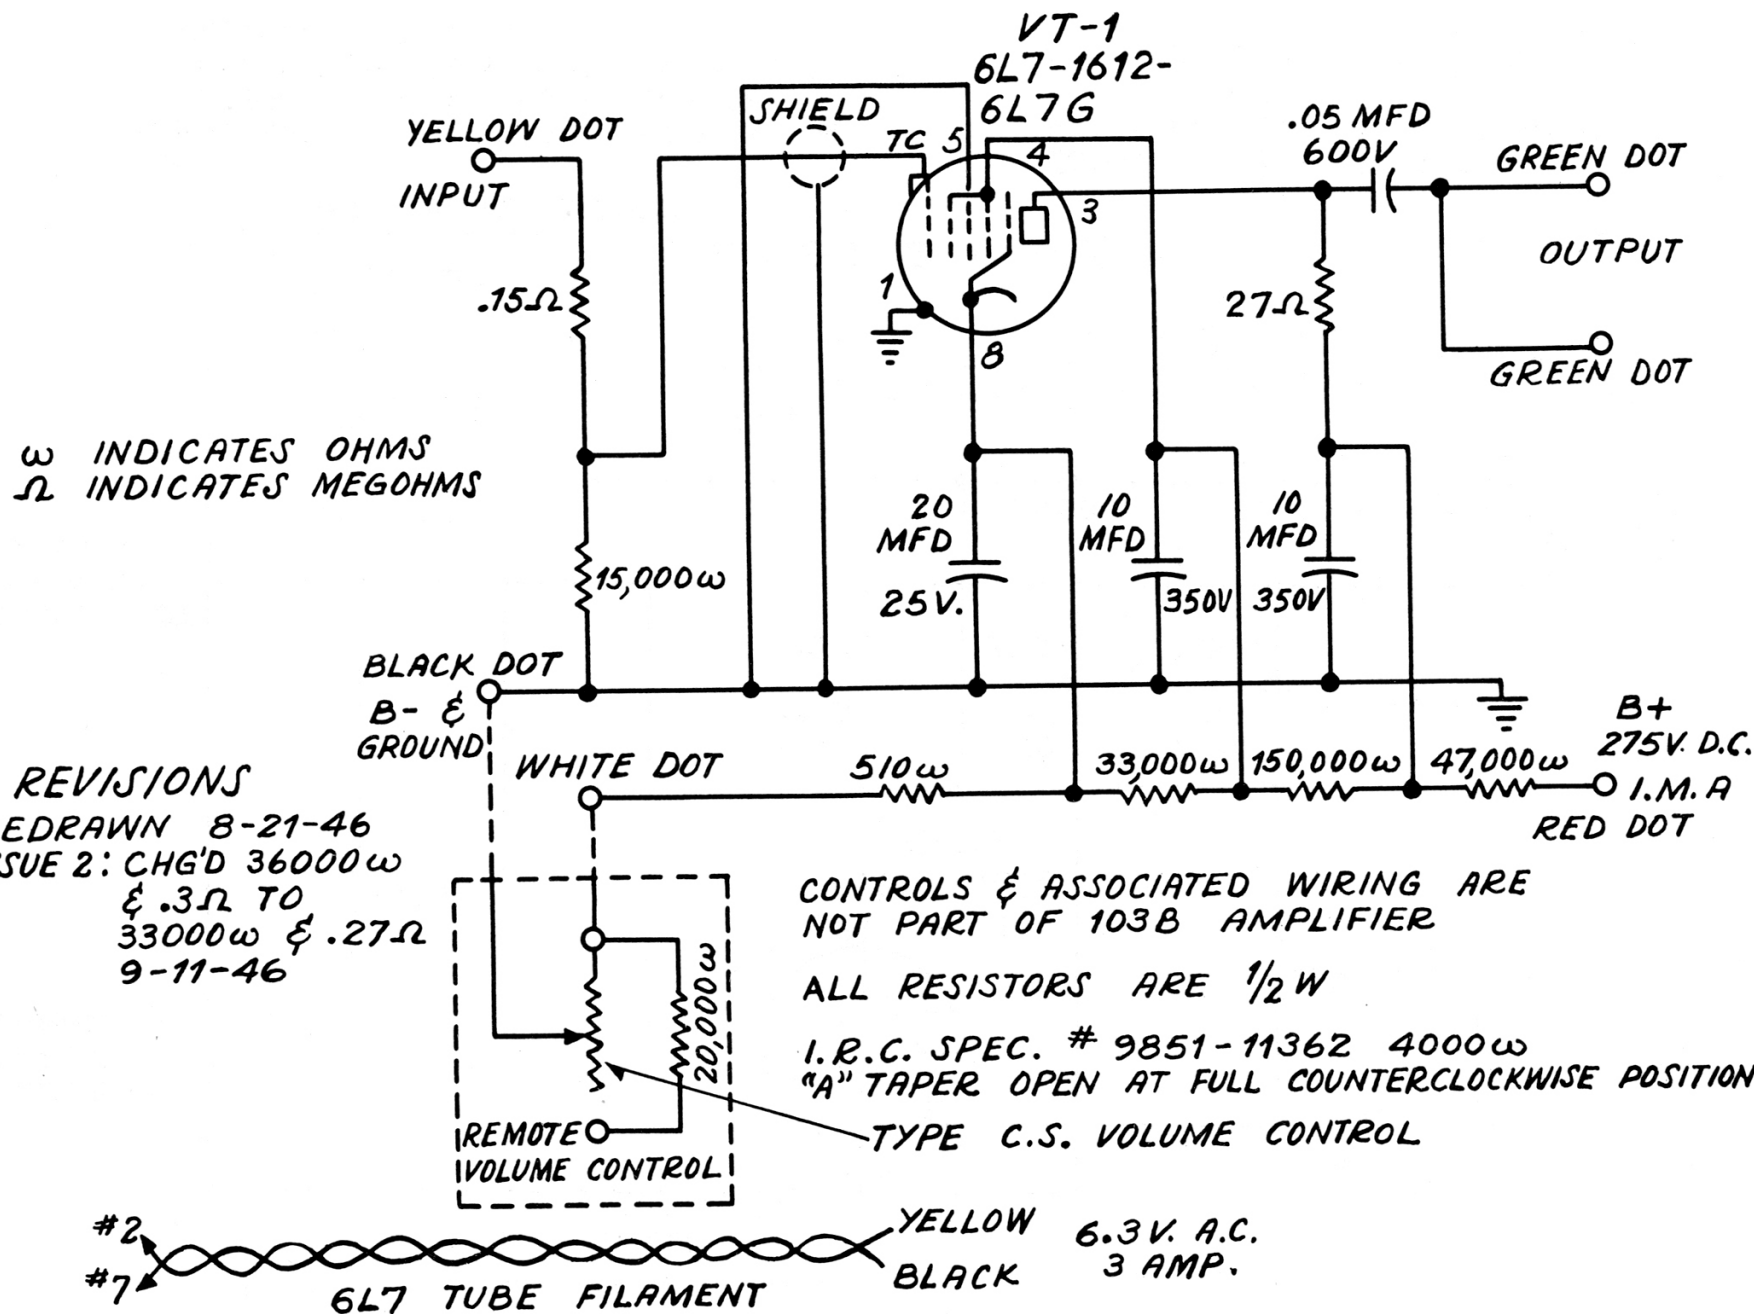 VT-1
6L7-1612-
6L7G
YELLOW DOT
INPUT
SHIELD
TC
5
4
3
1
8
.05 MFD
600V
GREEN DOT
OUTPUT
GREEN DOT
.15Ω
27Ω
ω INDICATES OHMS
Ω INDICATES MEGOHMS
15,000ω
20
MFD
25V.
10
MFD
350V
10
MFD
350V
BLACK DOT
B- &
GROUND
WHITE DOT
510ω
33,000ω
150,000ω
47,000ω
B+
275V. D.C.
1.M.A
RED DOT
REVISIONS
EDRAWN 8-21-46
SSUE 2: CHG'D 36000ω
& .3Ω TO
33000ω & .27Ω
9-11-46
20,000ω
REMOTE
VOLUME CONTROL
CONTROLS & ASSOCIATED WIRING ARE
NOT PART OF 103B AMPLIFIER
ALL RESISTORS ARE 1/2 W
I.R.C. SPEC. # 9851-11362 4000ω
"A" TAPER OPEN AT FULL COUNTERCLOCKWISE POSITION
TYPE C.S. VOLUME CONTROL
#2
#7
6L7 TUBE FILAMENT
YELLOW
BLACK
6.3V. A.C.
3 AMP.